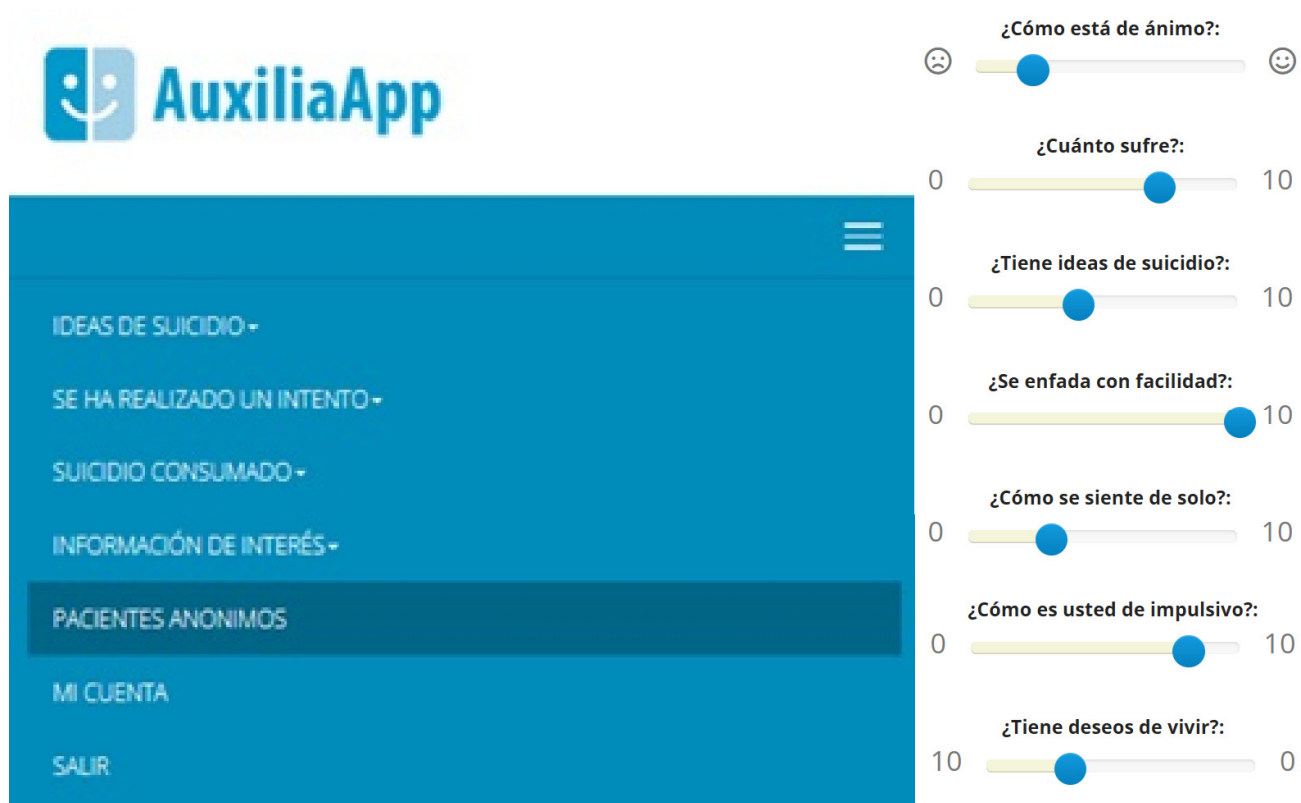 AuxiliaApp
IDEAS DE SUICIDIO
SE HA REALIZADO UN INTENTO
SUICIDIO CONSUMADO
INFORMACIÓN DE INTERÉS
PACIENTES ANONIMOS
MI CUENTA
SALIR
¿Cómo está de ánimo?:
¿Cuánto sufre?:
0 10
¿Tiene ideas de suicidio?:
0 10
¿Se enfada con facilidad?:
0 10
¿Cómo se siente de solo?:
0 10
¿Cómo es usted de impulsivo?:
0 10
¿Tiene deseos de vivir?:
10 0